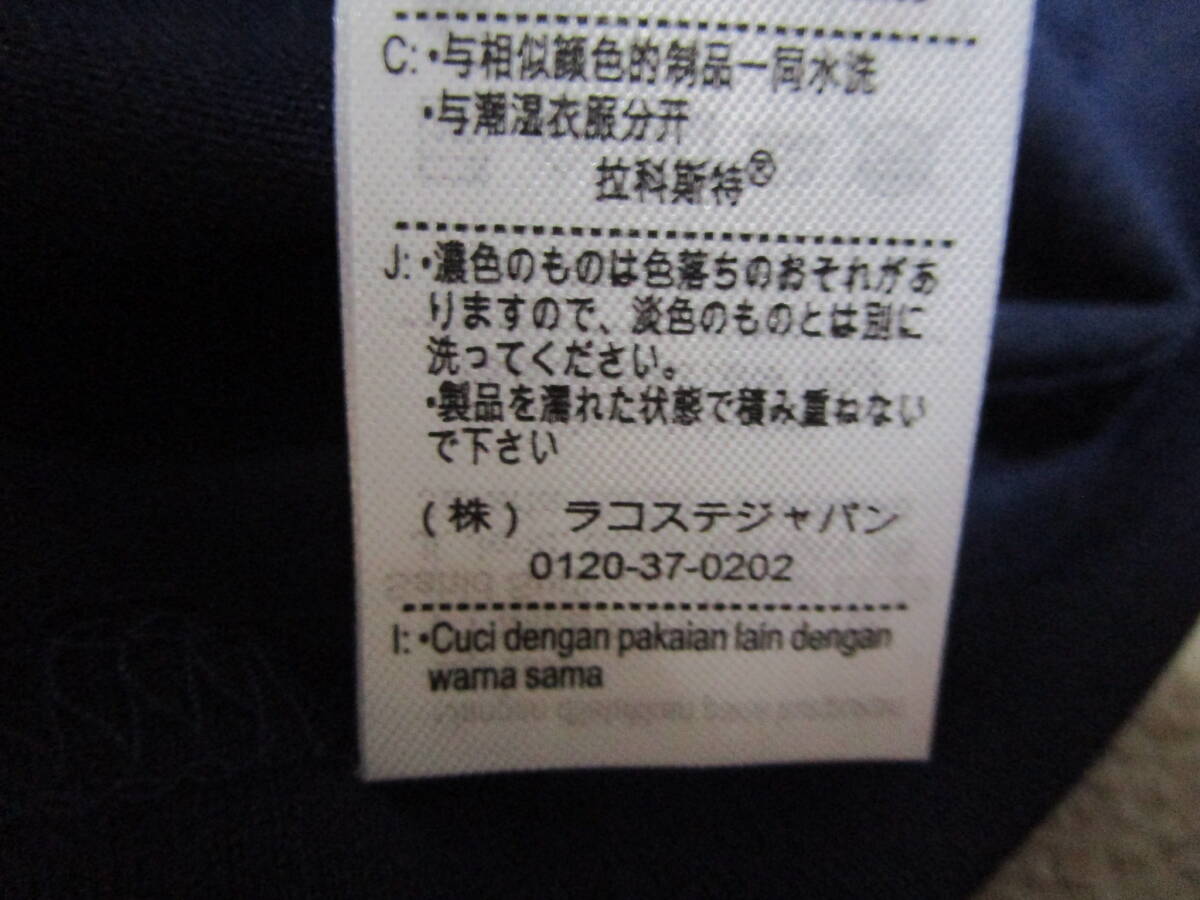 C: •与相似颜色的制品一同水洗
•与潮湿衣服分开
拉科斯特®
J: •濃色のものは色落ちのおそれがあ
りますので、淡色のものとは別に
洗ってください。
•製品を濡れた状態で積み重ねない
で下さい
(株) ラコステジャパン
0120-37-0202
I: •Cuci dengan pakaian lain dengan
warna sama